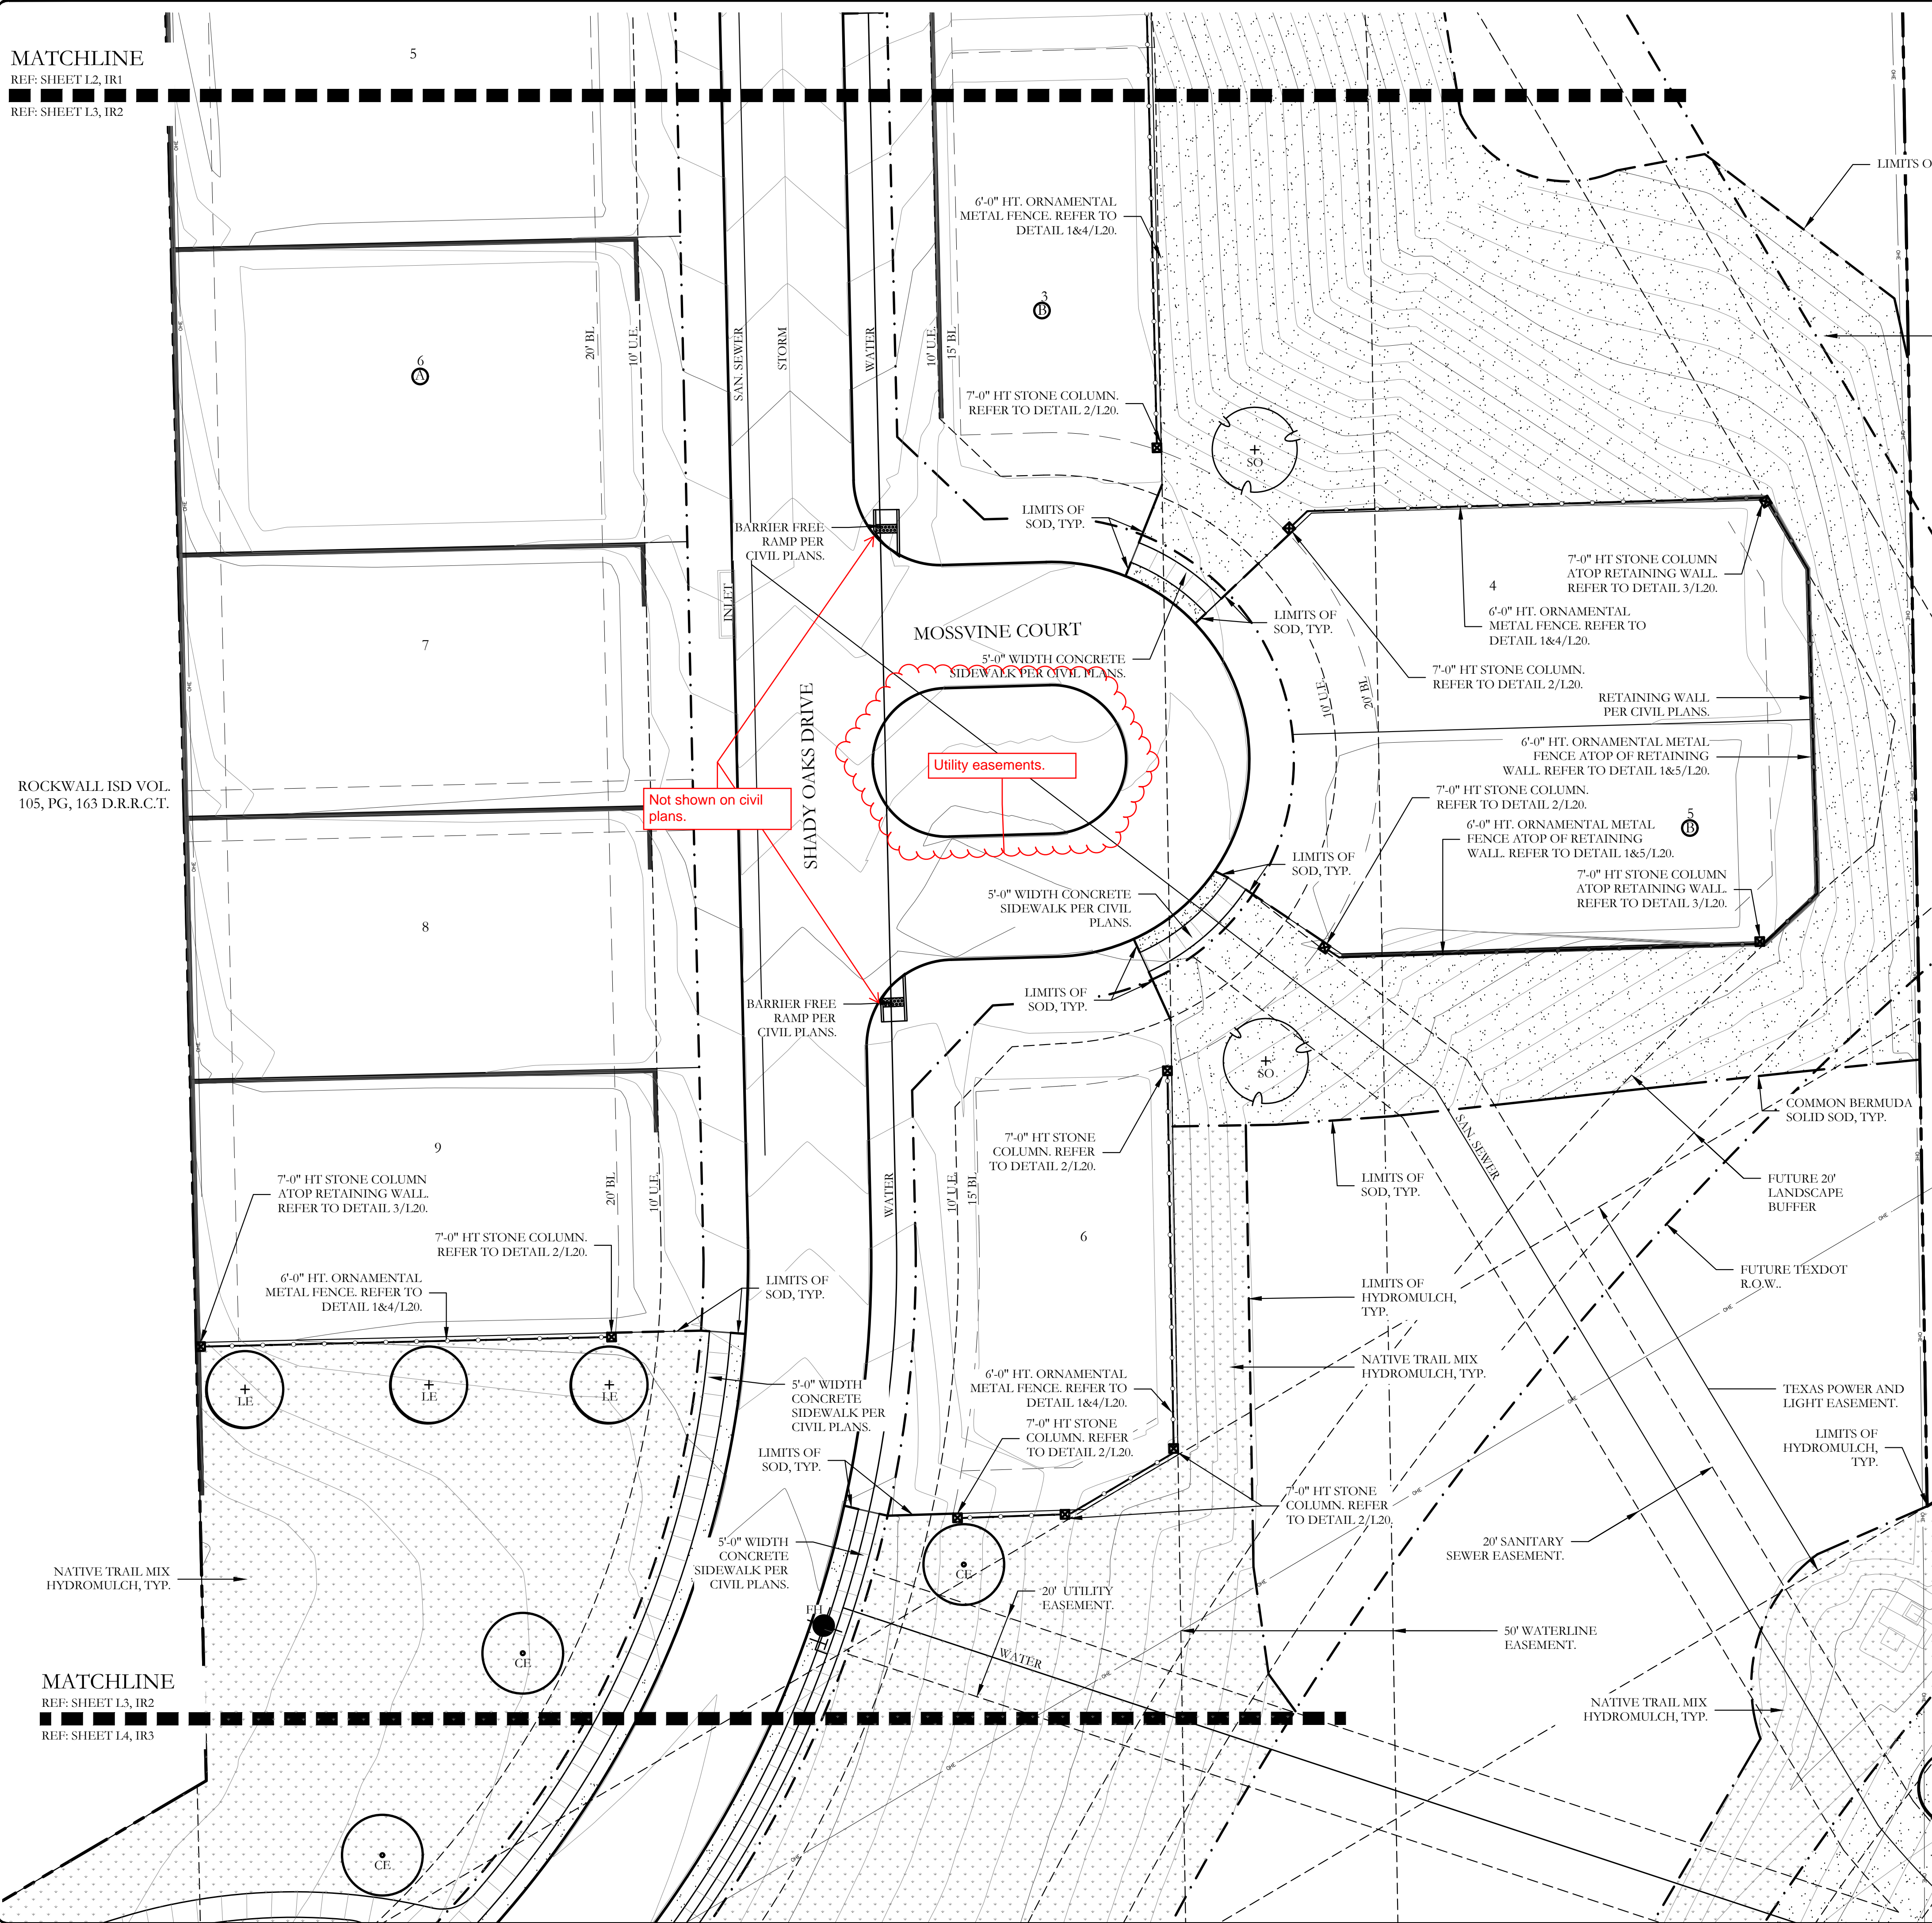 MATCHLINE
REF: SHEET L2, IR1
REF: SHEET L3, IR2
5
LIMITS O
6'-0" HT. ORNAMENTAL
METAL FENCE. REFER TO
DETAIL 1&4/L20.
3
B
6
A
20' BL
10' U.E.
SAN. SEWER
STORM
WATER
10' U.E.
15' BL
7'-0" HT STONE COLUMN.
REFER TO DETAIL 2/L20.
SO
BARRIER FREE
RAMP PER
CIVIL PLANS.
LIMITS OF
SOD, TYP.
7'-0" HT STONE COLUMN
ATOP RETAINING WALL.
REFER TO DETAIL 3/L20.
4
6'-0" HT. ORNAMENTAL
METAL FENCE. REFER TO
DETAIL 1&4/L20.
INLET
LIMITS OF
SOD, TYP.
MOSSVINE COURT
7
5'-0" WIDTH CONCRETE
SIDEWALK PER CIVIL PLANS.
7'-0" HT STONE COLUMN.
REFER TO DETAIL 2/L20.
10' U.E.
20' BL
RETAINING WALL
PER CIVIL PLANS.
SHADY OAKS DRIVE
6'-0" HT. ORNAMENTAL METAL
FENCE ATOP OF RETAINING
WALL. REFER TO DETAIL 1&5/L20.
Utility easements.
ROCKWALL ISD VOL.
105, PG, 163 D.R.R.C.T.
Not shown on civil
plans.
7'-0" HT STONE COLUMN.
REFER TO DETAIL 2/L20.
5
B
6'-0" HT. ORNAMENTAL METAL
FENCE ATOP OF RETAINING
WALL. REFER TO DETAIL 1&5/L20.
LIMITS OF
SOD, TYP.
7'-0" HT STONE COLUMN
ATOP RETAINING WALL.
REFER TO DETAIL 3/L20.
8
5'-0" WIDTH CONCRETE
SIDEWALK PER CIVIL
PLANS.
BARRIER FREE
RAMP PER
CIVIL PLANS.
LIMITS OF
SOD, TYP.
SO
COMMON BERMUDA
SOLID SOD, TYP.
SAN. SEWER
9
7'-0" HT STONE
COLUMN. REFER
TO DETAIL 2/L20.
7'-0" HT STONE COLUMN
ATOP RETAINING WALL.
REFER TO DETAIL 3/L20.
20' BL
10' U.E.
WATER
10' U.E.
15' BL
LIMITS OF
SOD, TYP.
FUTURE 20'
LANDSCAPE
BUFFER
7'-0" HT STONE COLUMN.
REFER TO DETAIL 2/L20.
6
6'-0" HT. ORNAMENTAL
METAL FENCE. REFER TO
DETAIL 1&4/L20.
LIMITS OF
SOD, TYP.
LIMITS OF
HYDROMULCH,
TYP.
FUTURE TEXDOT
R.O.W..
NATIVE TRAIL MIX
HYDROMULCH, TYP.
LE
LE
LE
5'-0" WIDTH
CONCRETE
SIDEWALK PER
CIVIL PLANS.
6'-0" HT. ORNAMENTAL
METAL FENCE. REFER TO
DETAIL 1&4/L20.
TEXAS POWER AND
LIGHT EASEMENT.
7'-0" HT STONE
COLUMN. REFER
TO DETAIL 2/L20.
LIMITS OF
SOD, TYP.
LIMITS OF
HYDROMULCH,
TYP.
7'-0" HT STONE
COLUMN. REFER
TO DETAIL 2/L20.
5'-0" WIDTH
CONCRETE
SIDEWALK PER
CIVIL PLANS.
20' SANITARY
SEWER EASEMENT.
NATIVE TRAIL MIX
HYDROMULCH, TYP.
CE
20' UTILITY
EASEMENT.
FH
50' WATERLINE
EASEMENT.
CE
WATER
MATCHLINE
REF: SHEET L3, IR2
REF: SHEET L4, IR3
NATIVE TRAIL MIX
HYDROMULCH, TYP.
CE